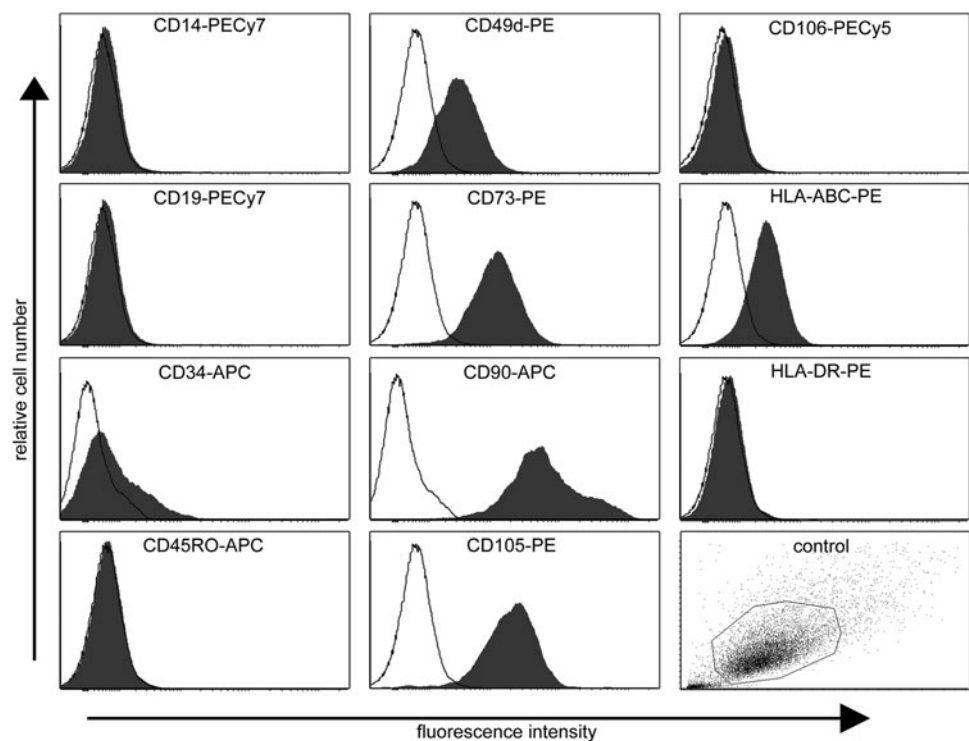 CD14-PECy7
CD49d-PE
CD106-PECy5
CD19-PECy7
CD73-PE
HLA-ABC-PE
CD34-APC
CD90-APC
HLA-DR-PE
CD45RO-APC
CD105-PE
control
relative cell number
fluorescence intensity